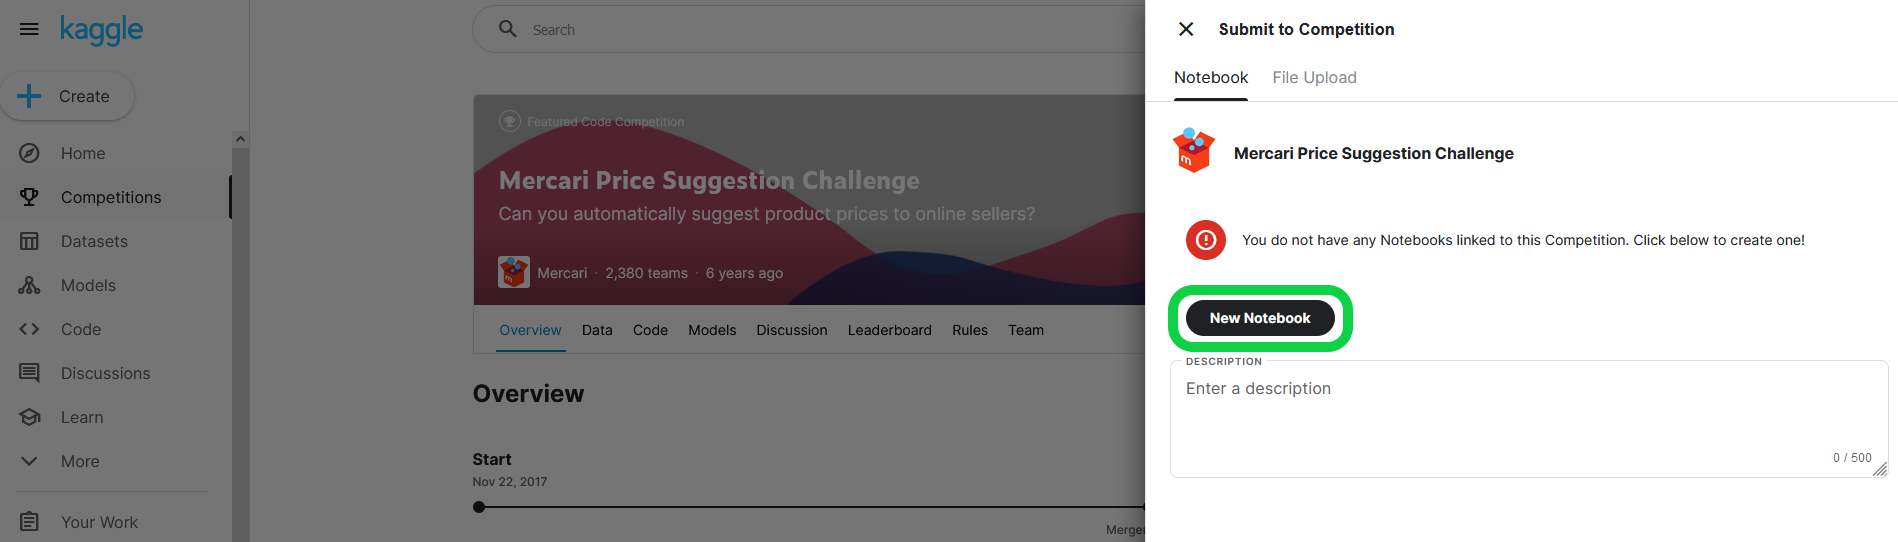 kaggle
Search
Create
Home
Competitions
Datasets
Models
Code
Discussions
Learn
More
Your Work
Featured Code Competition
Mercari Price Suggestion Challenge
Can you automatically suggest product prices to online sellers?
Mercari · 2,380 teams · 6 years ago
Overview Data Code Models Discussion Leaderboard Rules Team
Overview
Start
Nov 22, 2017
Merger
Submit to Competition
Notebook File Upload
m
Mercari Price Suggestion Challenge
You do not have any Notebooks linked to this Competition. Click below to create one!
New Notebook
DESCRIPTION
Enter a description
0 / 500